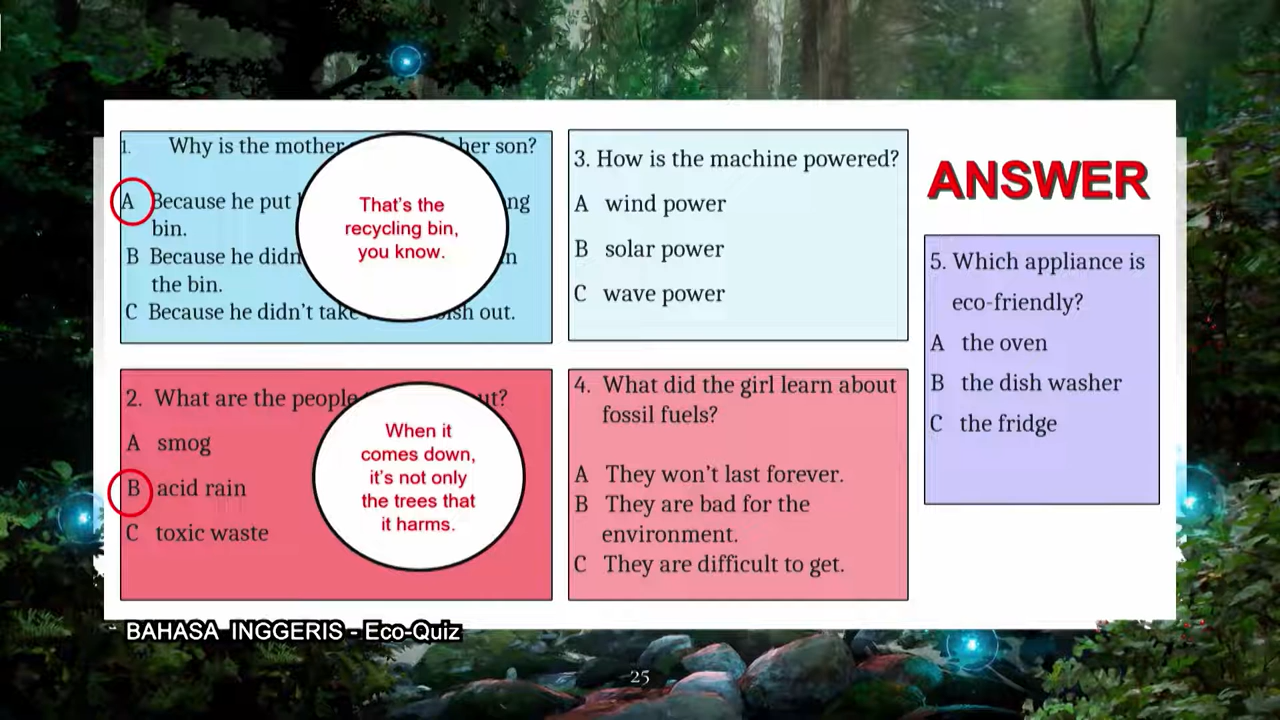 1. Why is the mother her son?
A Because he put ng
bin.
B Because he didn n
the bin.
C Because he didn't take ish out.
That's the
recycling bin,
you know.
2. What are the people ut?
A smog
B acid rain
C toxic waste
When it
comes down,
it's not only
the trees that
it harms.
3. How is the machine powered?
A wind power
B solar power
C wave power
4. What did the girl learn about
fossil fuels?
A They won't last forever.
B They are bad for the
environment.
C They are difficult to get.
ANSWER
5. Which appliance is
eco-friendly?
A the oven
B the dish washer
C the fridge
BAHASA INGGERIS - Eco-Quiz
25